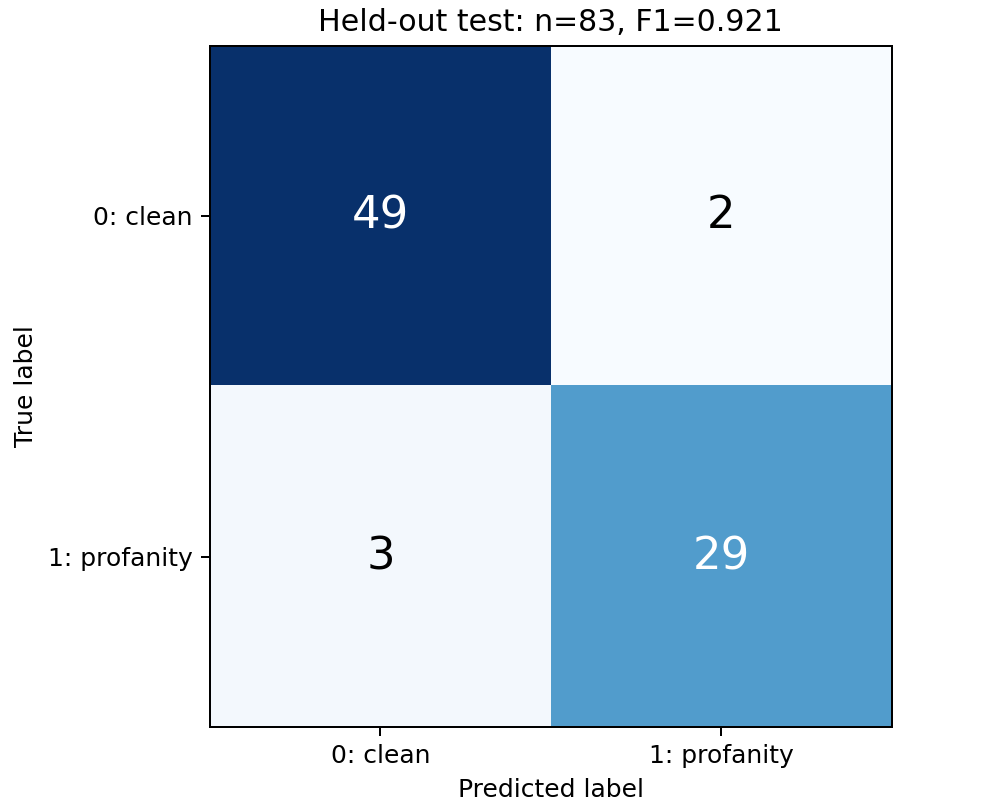 Held-out test: n=83, F1=0.921
0: clean
49
2
True label
1: profanity
3
29
0: clean
1: profanity
Predicted label